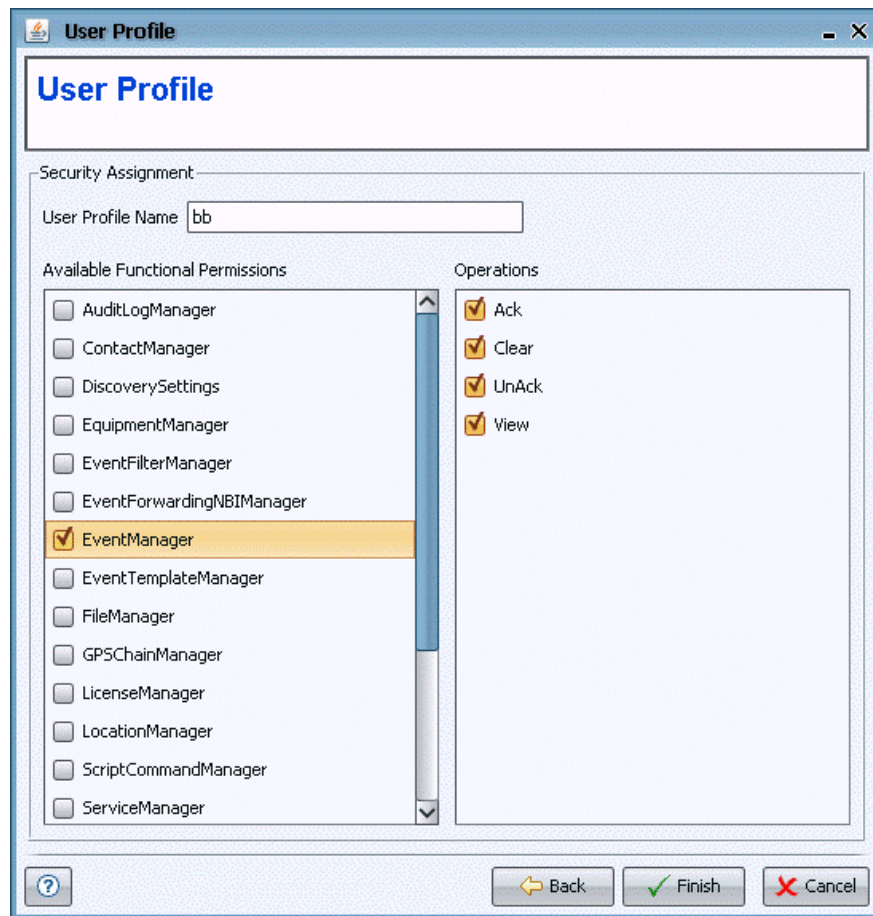 User Profile
User Profile
Security Assignment
User Profile Name bb
Available Functional Permissions
Operations
AuditLogManager
ContactManager
DiscoverySettings
EquipmentManager
EventFilterManager
EventForwardingNBIManager
EventManager
EventTemplateManager
FileManager
GPSChainManager
LicenseManager
LocationManager
ScriptCommandManager
ServiceManager
Ack
Clear
UnAck
View
?
Back
Finish
Cancel